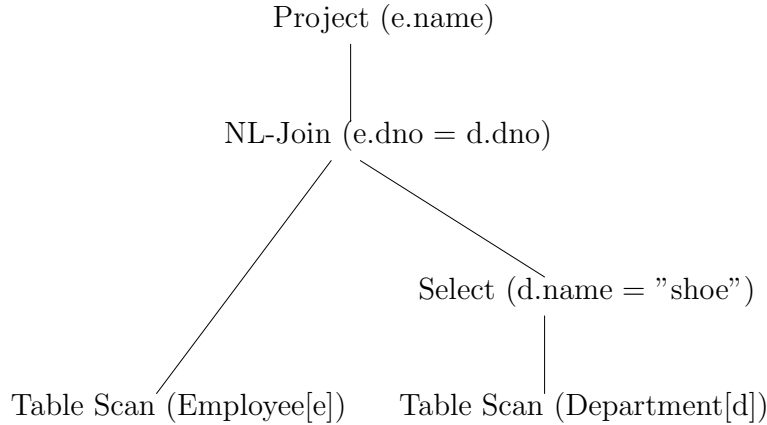 Project (e.name)
NL-Join (e.dno = d.dno)
Select (d.name = ”shoe”)
Table Scan (Employee[e])
Table Scan (Department[d])